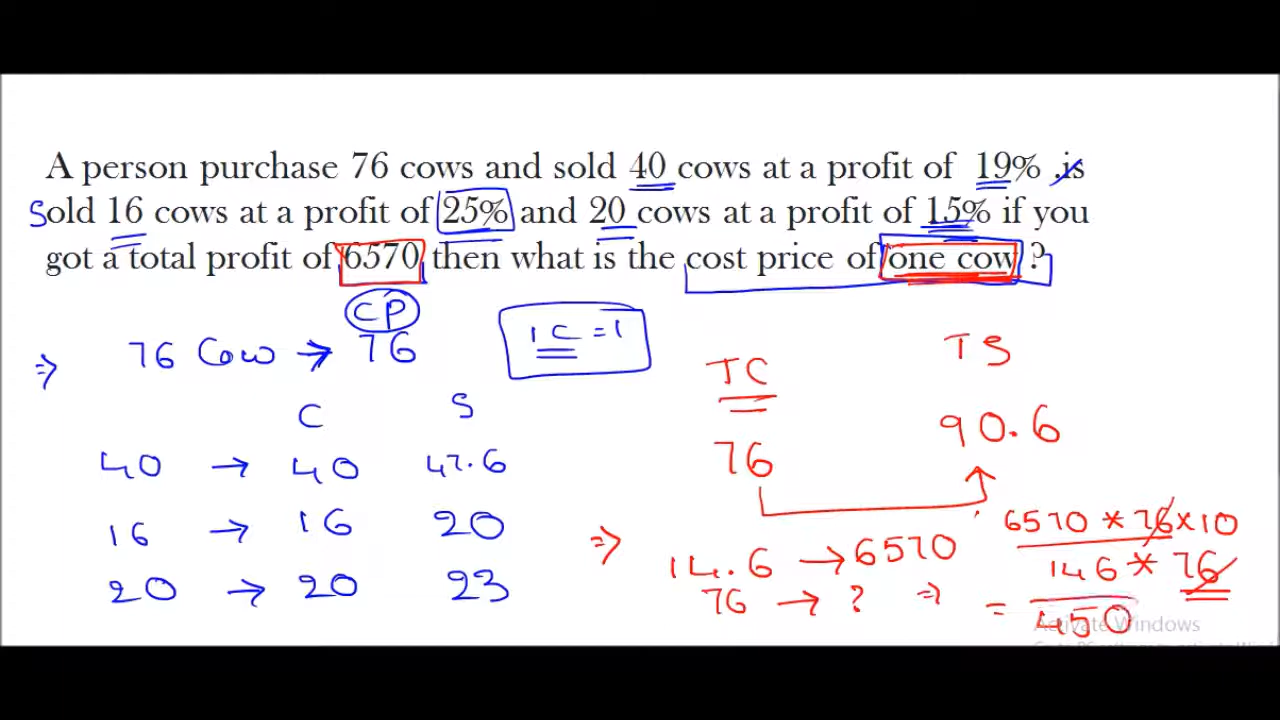 A person purchase 76 cows and sold 40 cows at a profit of 19% .is
Sold 16 cows at a profit of 25% and 20 cows at a profit of 15% if you
got a total profit of 6570 then what is the cost price of one cow ?
CP
⇒ 76 Cow → 76
1C = 1
C S
40 → 40 47.6
16 → 16 20
20 → 20 23
TC TS
76 90.6
⇒ 14.6 → 6570
76 → ? ⇒
6570 * 76 × 10
146 * 76
= 450
Activate Windows